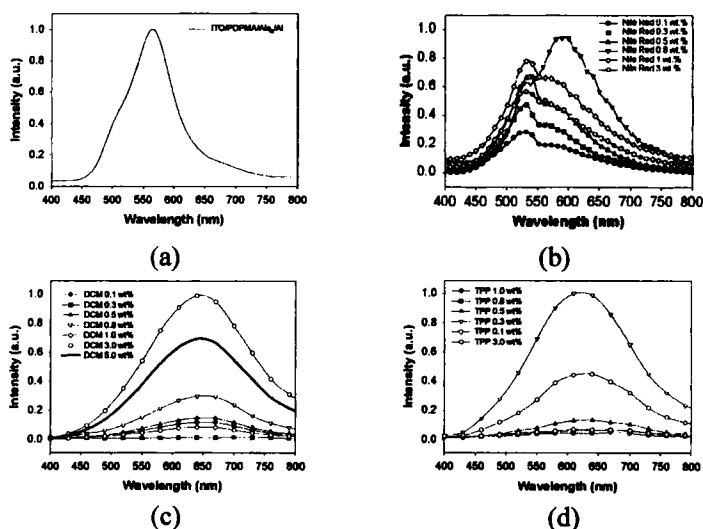 ITO/PDPMA/Alq₃/Al
Intensity (a.u.)
1.0
0.8
0.6
0.4
0.2
0.0
400 450 500 550 600 650 700 750 800
Wavelength (nm)
(a)
Nile Red 0.1 wt.%
Nile Red 0.3 wt.%
Nile Red 0.5 wt.%
Nile Red 0.8 wt.%
Nile Red 1 wt.%
Nile Red 3 wt.%
Intensity (a.u.)
1.0
0.8
0.6
0.4
0.2
0.0
400 450 500 550 600 650 700 750 800
Wavelength (nm)
(b)
DCM 0.1 wt%
DCM 0.3 wt%
DCM 0.5 wt%
DCM 0.8 wt%
DCM 1.0 wt%
DCM 3.0 wt%
DCM 5.0 wt%
Intensity (a.u.)
1.0
0.8
0.6
0.4
0.2
0.0
400 450 500 550 600 650 700 750 800
Wavelength (nm)
(c)
TPP 1.0 wt%
TPP 0.8 wt%
TPP 0.5 wt%
TPP 0.3 wt%
TPP 0.1 wt%
TPP 3.0 wt%
Intensity (a.u.)
1.0
0.8
0.6
0.4
0.2
0.0
400 450 500 550 600 650 700 750 800
Wavelength (nm)
(d)